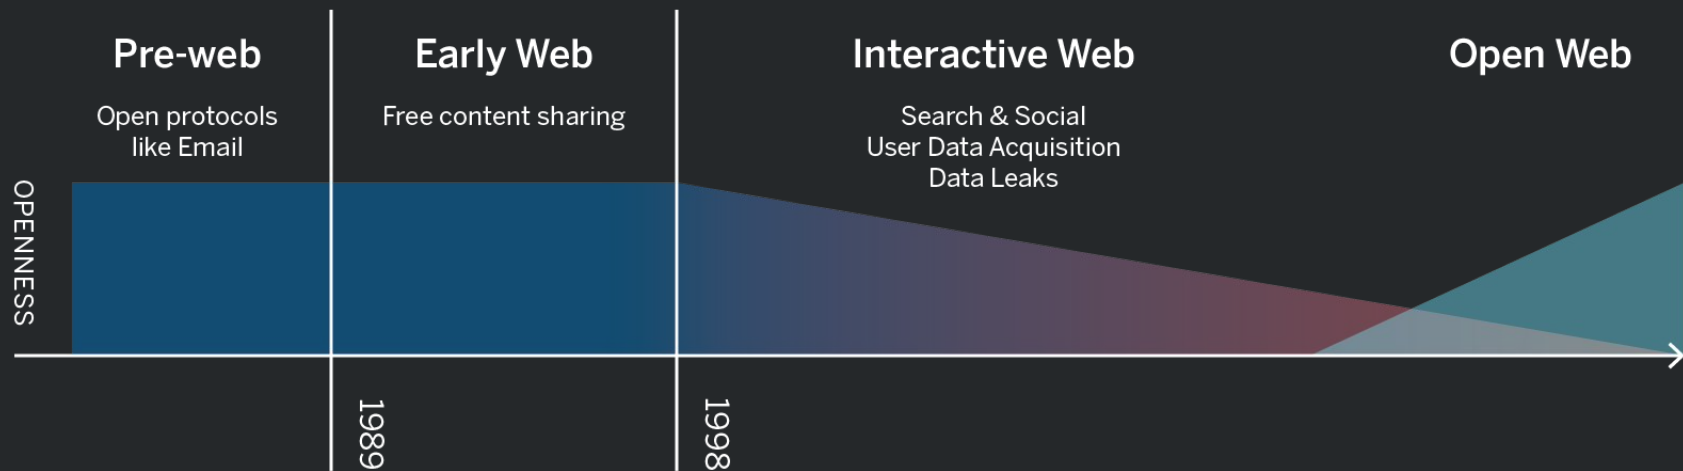 Pre-web
Open protocols
like Email
Early Web
Free content sharing
Interactive Web
Search & Social
User Data Acquisition
Data Leaks
Open Web
OPENNESS
1989
1998